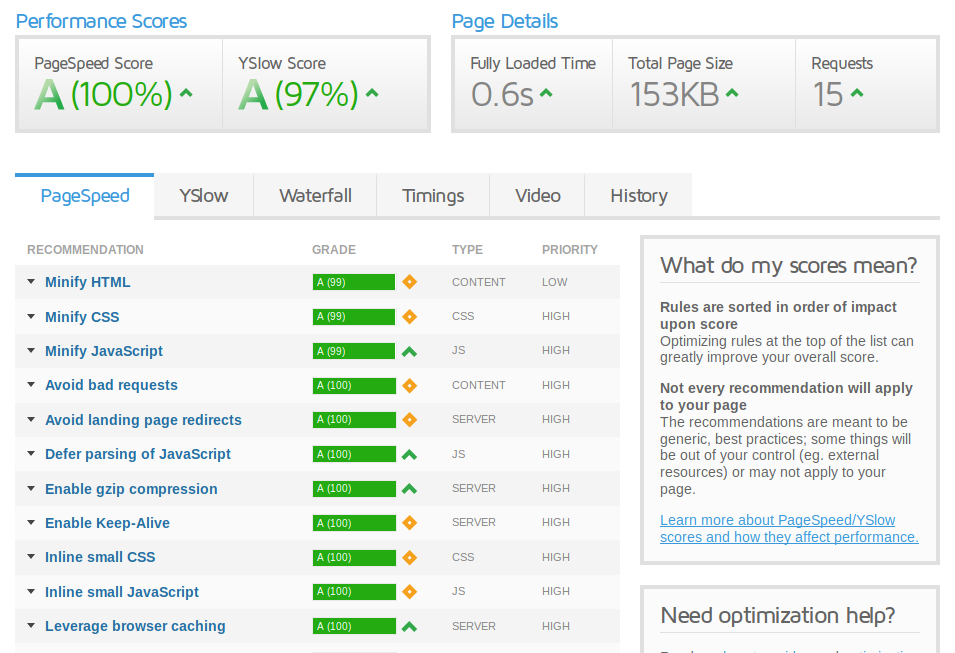 Performance Scores
Page Details
PageSpeed Score
YSlow Score
A (100%)
A (97%)
Fully Loaded Time
Total Page Size
Requests
0.6s
153KB
15
PageSpeed
YSlow
Waterfall
Timings
Video
History
RECOMMENDATION GRADE TYPE PRIORITY
Minify HTML A (99) CONTENT LOW
Minify CSS A (99) CSS HIGH
Minify JavaScript A (99) JS HIGH
Avoid bad requests A (100) CONTENT HIGH
Avoid landing page redirects A (100) SERVER HIGH
Defer parsing of JavaScript A (100) JS HIGH
Enable gzip compression A (100) SERVER HIGH
Enable Keep-Alive A (100) SERVER HIGH
Inline small CSS A (100) CSS HIGH
Inline small JavaScript A (100) JS HIGH
Leverage browser caching A (100) SERVER HIGH
What do my scores mean?
Rules are sorted in order of impact
upon score
Optimizing rules at the top of the list can
greatly improve your overall score.
Not every recommendation will apply
to your page
The recommendations are meant to be
generic, best practices; some things will
be out of your control (eg. external
resources) or may not apply to your
page.
Learn more about PageSpeed/YSlow
scores and how they affect performance.
Need optimization help?